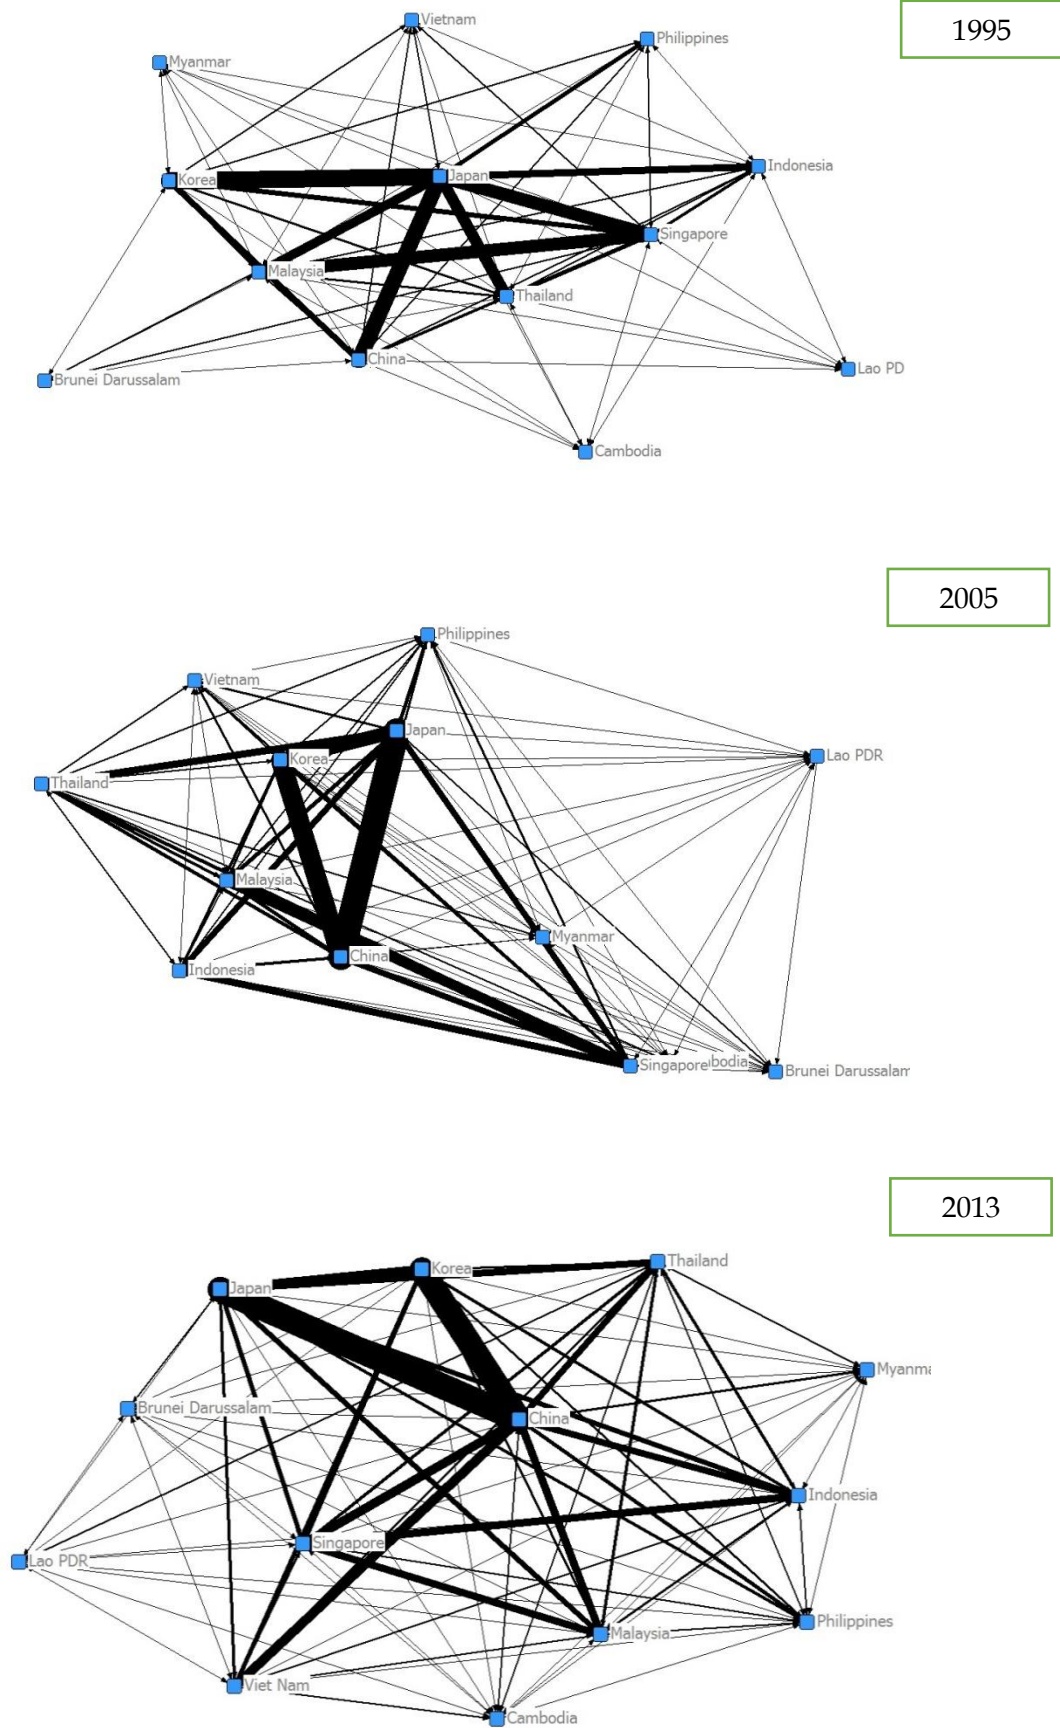 1995
Vietnam
Philippines
Myanmar
Indonesia
Korea
Japan
Singapore
Malaysia
Thailand
China
Lao PD
Brunei Darussalam
Cambodia
2005
Philippines
Vietnam
Japan
Korea
Lao PDR
Thailand
Malaysia
Myanmar
China
Indonesia
Singapore
bodia
Brunei Darussalam
2013
Thailand
Korea
Japan
Myanma
Brunei Darussalam
China
Indonesia
Singapore
Lao PDR
Philippines
Malaysia
Viet Nam
Cambodia